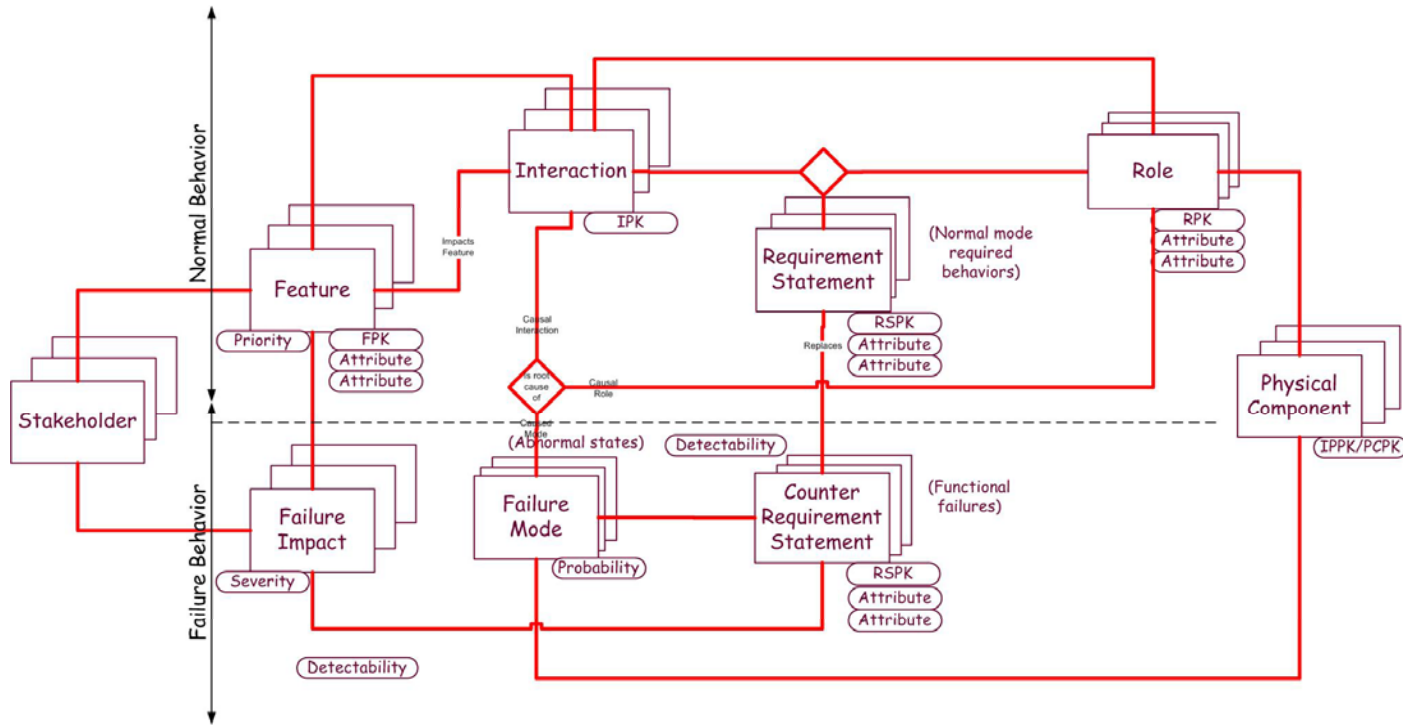 Normal Behavior
Interaction
IPK
Role
RPK
Attribute
Attribute
Impacts
Feature
Requirement
Statement
(Normal mode
required
behaviors)
RSPK
Attribute
Attribute
Feature
Priority
FPK
Attribute
Attribute
Causal
Interaction
Replaces
Is root
cause
of
Causal
Role
Stakeholder
Physical
Component
IPPK/PCPK
Failure Behavior
Caused
Mode
(Abnormal states)
Detectability
Failure
Impact
Severity
Failure
Mode
Probability
Counter
Requirement
Statement
(Functional
failures)
RSPK
Attribute
Attribute
Detectability